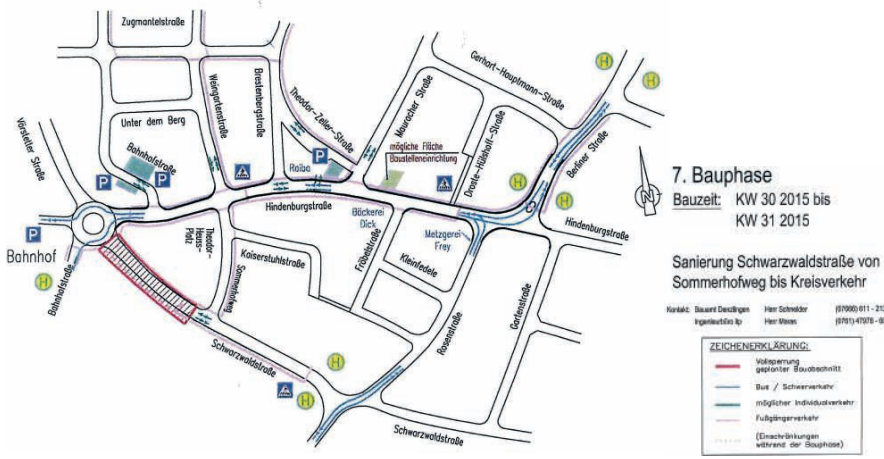 Zugmantelstraße
Vörstetter Straße
Unter dem Berg
Bahnhofstraße
Weingartenstraße
Brestenbergstraße
Theodor-Zeller-Straße
Mauracher Straße
Gerhart-Hauptmann-Straße
Droste-Hülshoff-Straße
Berliner Straße
mögliche Fläche
Baustelleneinrichtung
Raiba
P
P
P
P
H
H
H
H
H
H
H
Hindenburgstraße
Hindenburgstraße
Bäckerei
Dick
Metzgerei
Frey
Bahnhof
Bahnhofstraße
Theodor-
Heuss-
Platz
Sommerhofweg
Kaiserstuhlstraße
Fröbelstraße
Kleinfedele
Rosenstraße
Gartenstraße
Schwarzwaldstraße
Schwarzwaldstraße
N
7. Bauphase
Bauzeit: KW 30 2015 bis
KW 31 2015
Sanierung Schwarzwaldstraße von
Sommerhofweg bis Kreisverkehr
Kontakt: Bauamt Denzlingen Herr Schneider
Ingenieurbüro Herr
ZEICHENERKLÄRUNG:
Vollsperrung
geplanter Bauabschnitt
Bus / Schwerverkehr
möglicher Individualverkehr
Fußgängerverkehr
(Einschränkungen
während der Bauphase)